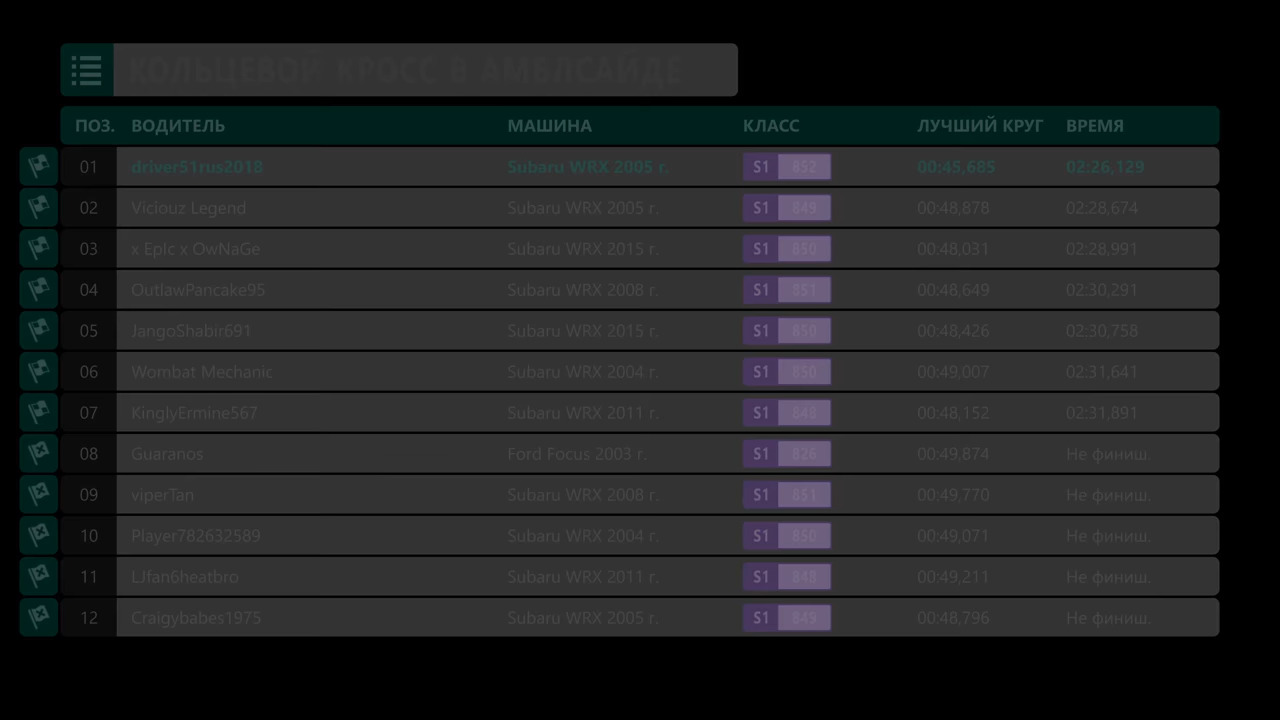 КОЛЬЦЕВОЙ КРОСС В АМБЛСАЙДЕ
ПОЗ. ВОДИТЕЛЬ МАШИНА КЛАСС ЛУЧШИЙ КРУГ ВРЕМЯ
01 driver51rus2018 Subaru WRX 2005 г. S1 852 00:45,685 02:26,129
02 Viciouz Legend Subaru WRX 2005 г. S1 849 00:48,878 02:28,674
03 x EpIc x OwNaGe Subaru WRX 2015 г. S1 850 00:48,031 02:28,991
04 OutlawPancake95 Subaru WRX 2008 г. S1 851 00:48,649 02:30,291
05 JangoShabir691 Subaru WRX 2015 г. S1 850 00:48,426 02:30,758
06 Wombat Mechanic Subaru WRX 2004 г. S1 850 00:49,007 02:31,641
07 KinglyErmine567 Subaru WRX 2011 г. S1 848 00:48,152 02:31,891
08 Guaranos Ford Focus 2003 г. S1 826 00:49,874 Не финиш.
09 viperTan Subaru WRX 2008 г. S1 851 00:49,770 Не финиш.
10 Player782632589 Subaru WRX 2004 г. S1 850 00:49,071 Не финиш.
11 LJfan6heatbro Subaru WRX 2011 г. S1 848 00:49,211 Не финиш.
12 Craigybabes1975 Subaru WRX 2005 г. S1 849 00:48,796 Не финиш.